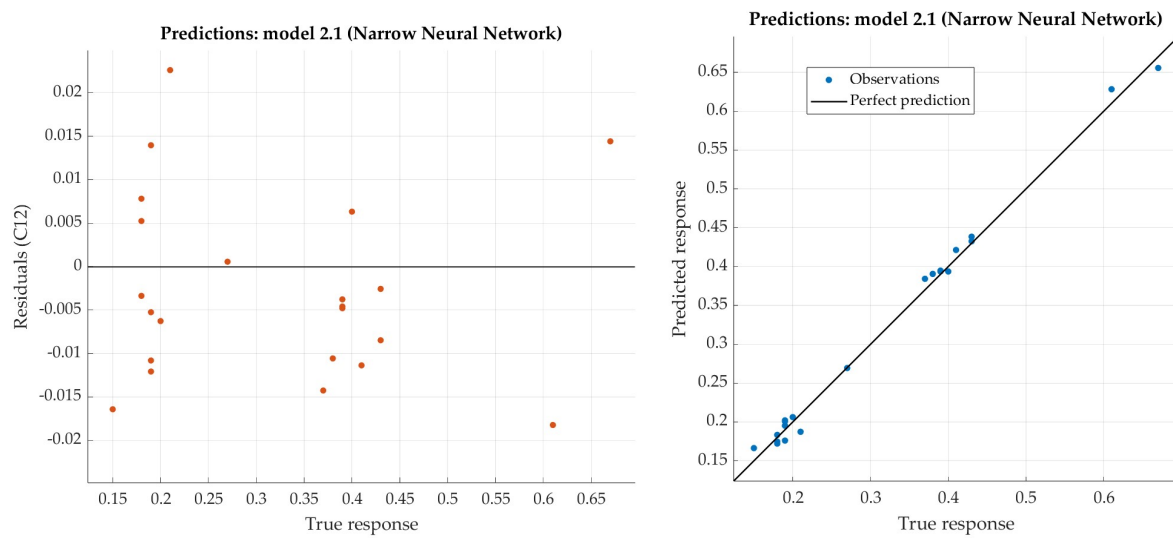 Predictions: model 2.1 (Narrow Neural Network)
0.02
0.015
0.01
0.005
0
-0.005
-0.01
-0.015
-0.02
Residuals (C12)
0.15 0.2 0.25 0.3 0.35 0.4 0.45 0.5 0.55 0.6 0.65
True response
Predictions: model 2.1 (Narrow Neural Network)
Observations
Perfect prediction
0.65
0.6
0.55
0.5
0.45
0.4
0.35
0.3
0.25
0.2
0.15
Predicted response
0.2 0.3 0.4 0.5 0.6
True response